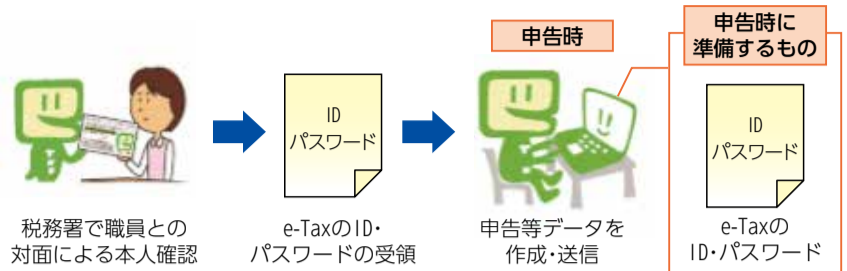 申告時
申告時に
準備するもの
ID
パスワード
ID
パスワード
税務署で職員との
対面による本人確認
e-TaxのID・
パスワードの受領
申告等データを
作成・送信
e-Taxの
ID・パスワード